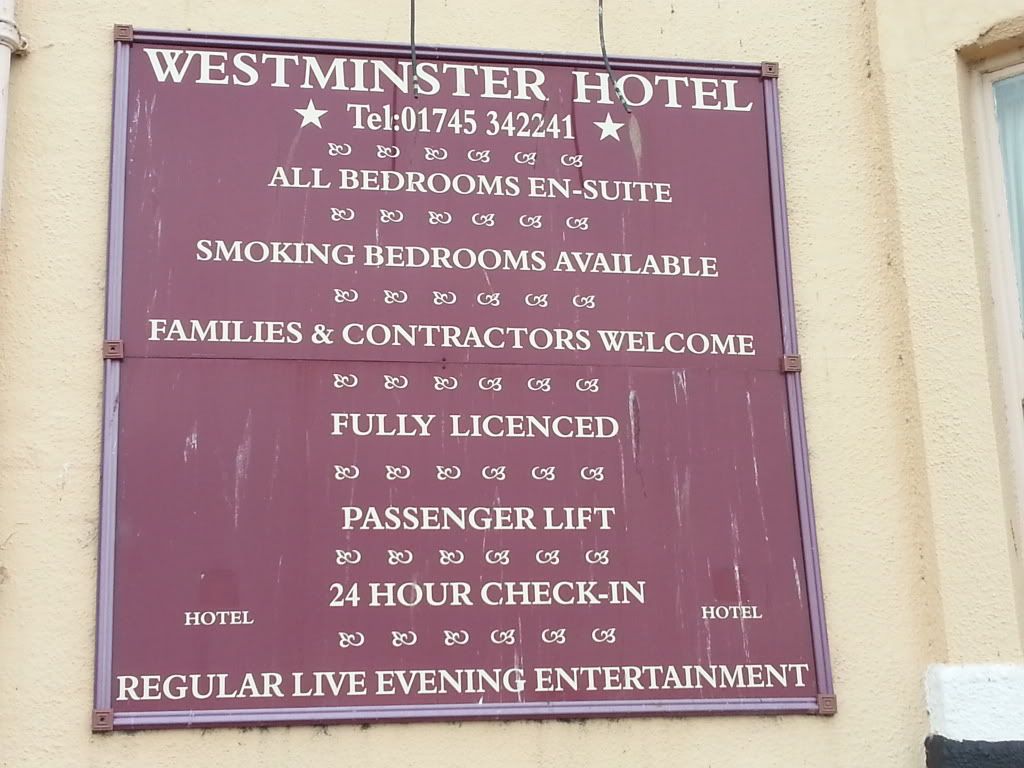 WESTMINSTER HOTEL
Tel:01745 342241
ALL BEDROOMS EN-SUITE
SMOKING BEDROOMS AVAILABLE
FAMILIES & CONTRACTORS WELCOME
FULLY LICENCED
PASSENGER LIFT
24 HOUR CHECK-IN
HOTEL HOTEL
REGULAR LIVE EVENING ENTERTAINMENT